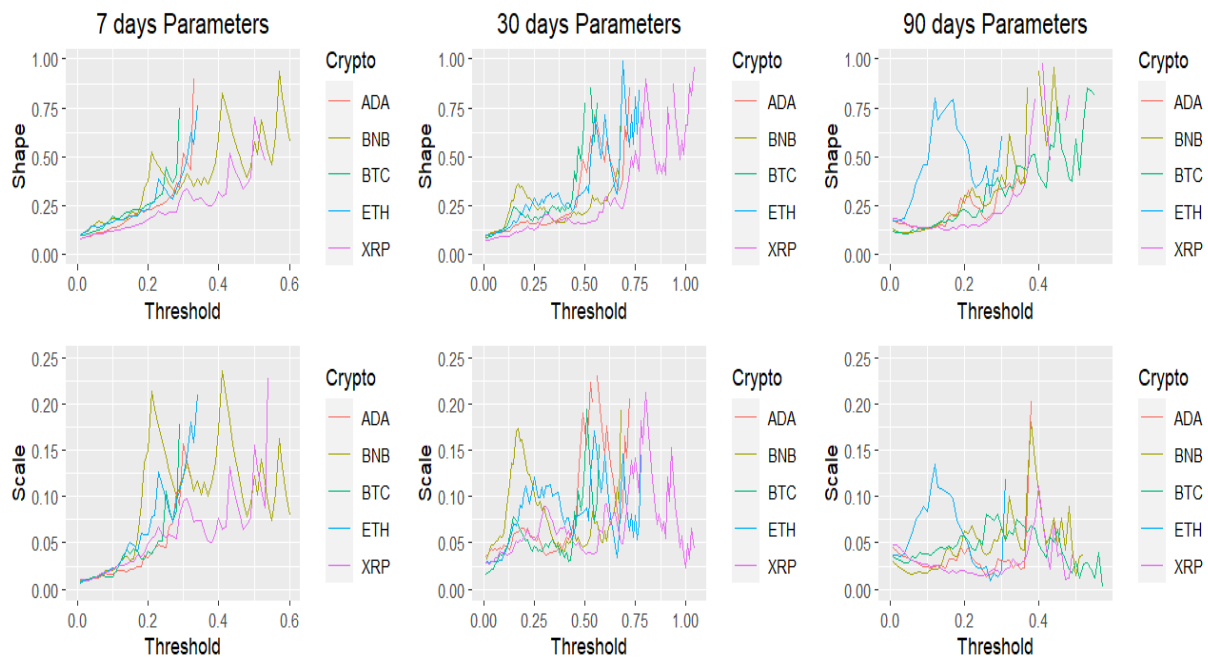 7 days Parameters
30 days Parameters
90 days Parameters
1.00
0.75
0.50
0.25
0.00
Shape
0.0
0.2
0.4
0.6
Threshold
Crypto
ADA
BNB
BTC
ETH
XRP
1.00
0.75
0.50
0.25
0.00
Shape
0.00
0.25
0.50
0.75
1.00
Threshold
Crypto
ADA
BNB
BTC
ETH
XRP
1.00
0.75
0.50
0.25
0.00
Shape
0.0
0.2
0.4
Threshold
Crypto
ADA
BNB
BTC
ETH
XRP
0.25
0.20
0.15
0.10
0.05
0.00
Scale
0.0
0.2
0.4
0.6
Threshold
Crypto
ADA
BNB
BTC
ETH
XRP
0.25
0.20
0.15
0.10
0.05
0.00
Scale
0.00
0.25
0.50
0.75
1.00
Threshold
Crypto
ADA
BNB
BTC
ETH
XRP
0.25
0.20
0.15
0.10
0.05
0.00
Scale
0.0
0.2
0.4
Threshold
Crypto
ADA
BNB
BTC
ETH
XRP